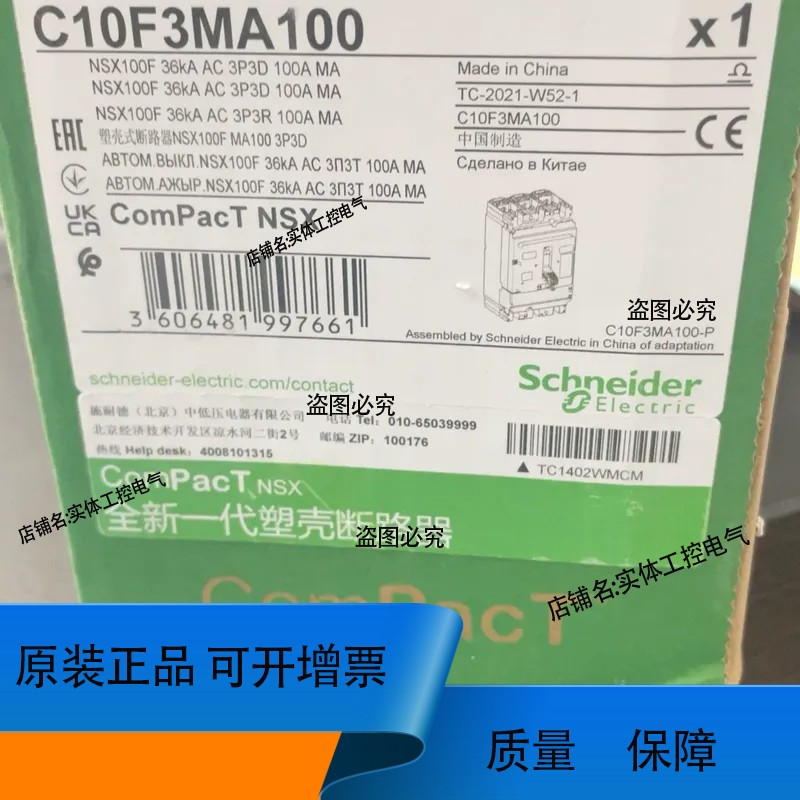 C10F3MA100
x 1
NSX100F 36kA AC 3P3D 100A MA
NSX100F 36kA AC 3P3D 100A MA
NSX100F 36kA AC 3P3R 100A MA
塑壳式断路器NSX100F MA100 3P3D
АВТОМ.ВЫКЛ.NSX100F 36kA AC 3П3Т 100A MA
АВТОМ.АЖЫР.NSX100F 36kA AC 3П3Т 100A MA
Made in China
TC-2021-W52-1
C10F3MA100
中国制造
Сделано в Китае
EAC
CE
UK
CA
ComPacT NSX
店铺名:实体工控电气
3 606481 997661
盗图必究
C10F3MA100-P
Assembled by Schneider Electric in China of adaptation
schneider-electric.com/contact
Schneider
Electric
施耐德（北京）中低压电器有限公司
电话 Tel: 010-65039999
盗图必究
北京经济技术开发区凉水河二街2号
邮编 ZIP: 100176
热线 Help desk: 4008101315
▲ TC1402WMCM
ComPacT NSX
全新一代塑壳断路器
店铺名:实体工控电气
盗图必究
店铺名:实体工控电气
ComPacT
原装正品 可开增票
质量 保障